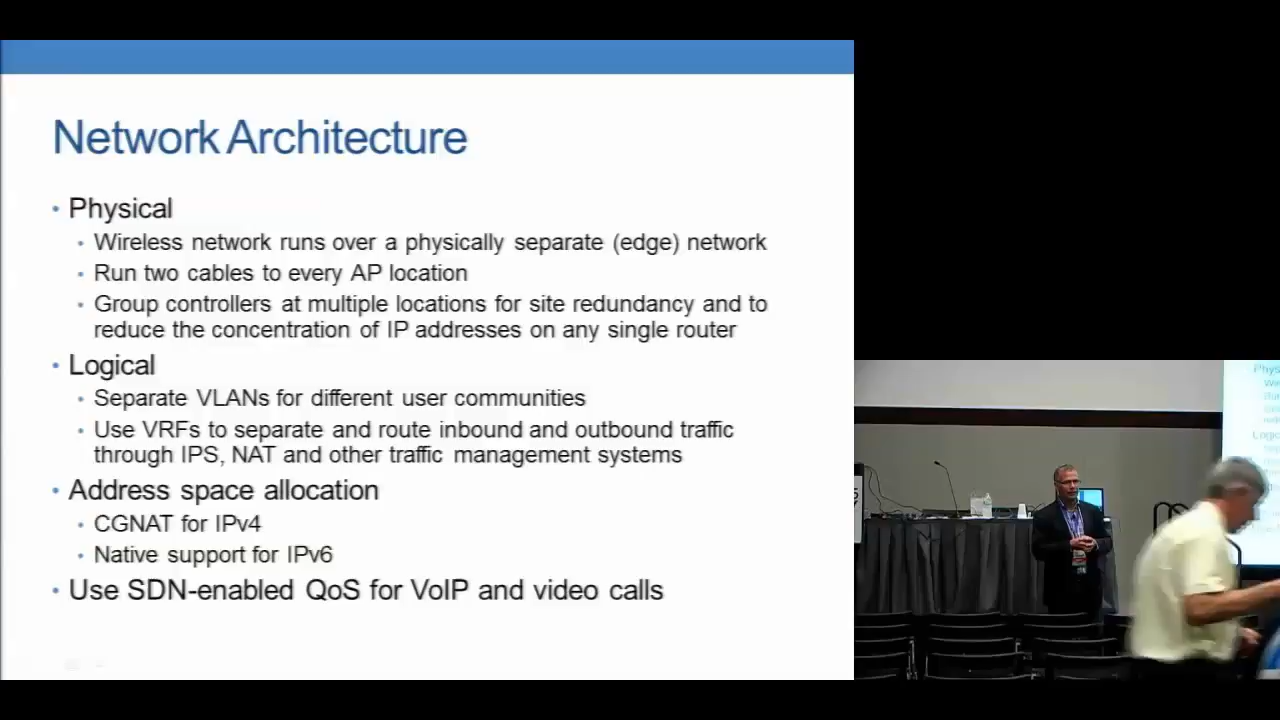 Network Architecture
Physical
Wireless network runs over a physically separate (edge) network
Run two cables to every AP location
Group controllers at multiple locations for site redundancy and to
reduce the concentration of IP addresses on any single router
Logical
Separate VLANs for different user communities
Use VRFs to separate and route inbound and outbound traffic
through IPS, NAT and other traffic management systems
Address space allocation
CGNAT for IPv4
Native support for IPv6
Use SDN-enabled QoS for VoIP and video calls